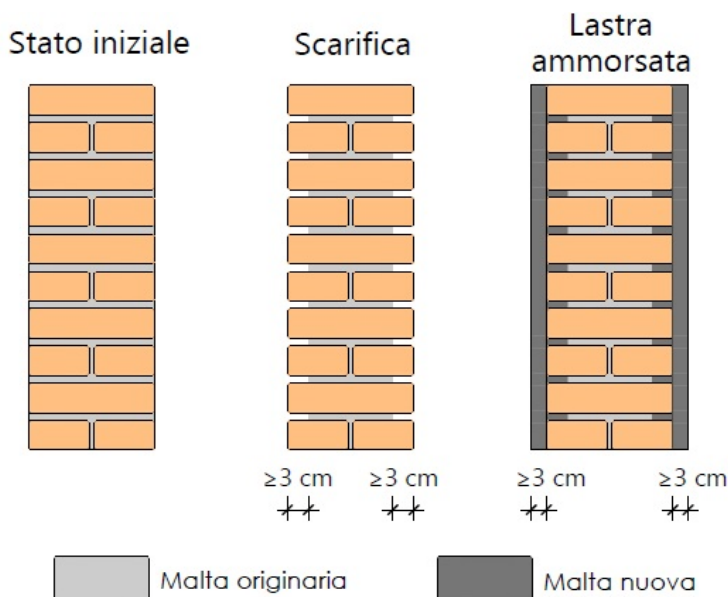 Stato iniziale
Scarifica
Lastra
ammorsata
≥3 cm
≥3 cm
≥3 cm
≥3 cm
Malta originaria
Malta nuova